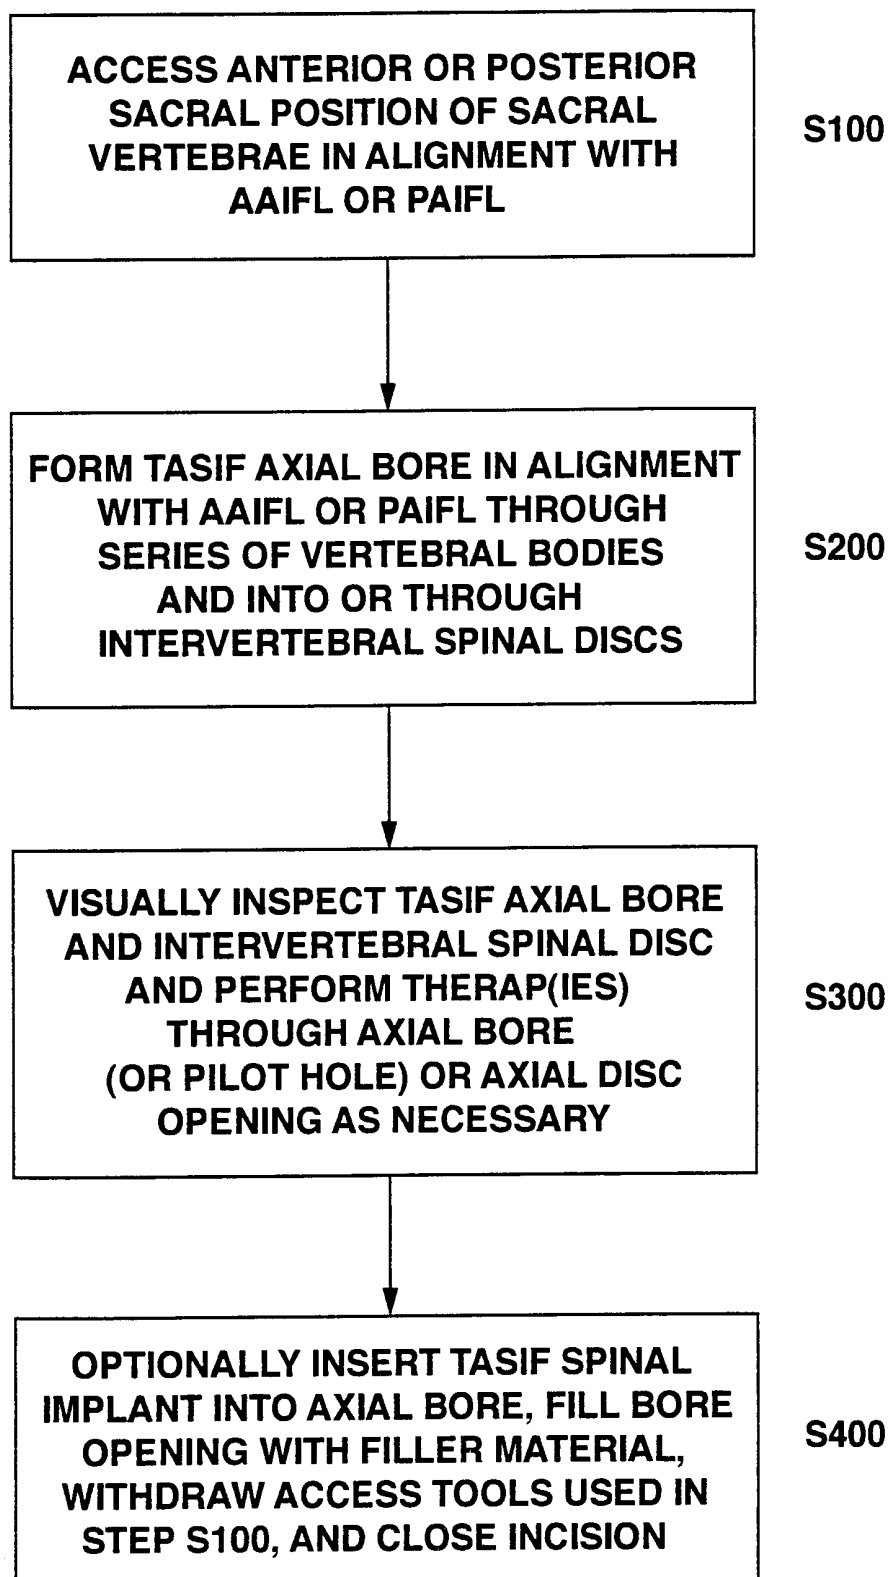 ACCESS ANTERIOR OR POSTERIOR
SACRAL POSITION OF SACRAL
VERTEBRAE IN ALIGNMENT WITH
AAIFL OR PAIFL
S100
FORM TASIF AXIAL BORE IN ALIGNMENT
WITH AAIFL OR PAIFL THROUGH
SERIES OF VERTEBRAL BODIES
AND INTO OR THROUGH
INTERVERTEBRAL SPINAL DISCS
S200
VISUALLY INSPECT TASIF AXIAL BORE
AND INTERVERTEBRAL SPINAL DISC
AND PERFORM THERAP(IES)
THROUGH AXIAL BORE
(OR PILOT HOLE) OR AXIAL DISC
OPENING AS NECESSARY
S300
OPTIONALLY INSERT TASIF SPINAL
IMPLANT INTO AXIAL BORE, FILL BORE
OPENING WITH FILLER MATERIAL,
WITHDRAW ACCESS TOOLS USED IN
STEP S100, AND CLOSE INCISION
S400